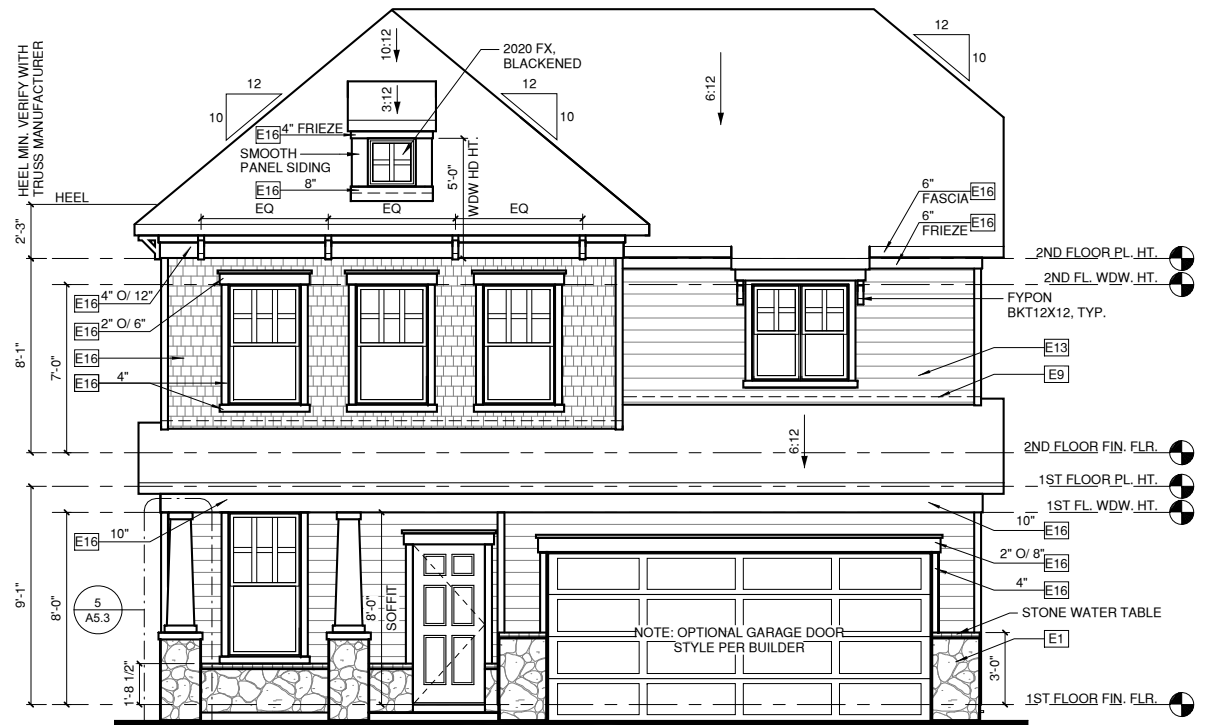 HEEL MIN. VERIFY WITH
TRUSS MANUFACTURER
HEEL
2'-3"
12
10
10:12
3:12
2020 FX,
BLACKENED
12
10
6:12
12
10
E16 4" FRIEZE
SMOOTH
PANEL SIDING
E16 8"
5'-0"
WDW HD HT.
EQ
EQ
EQ
6"
FASCIA E16
6"
FRIEZE E16
2ND FLOOR PL. HT.
2ND FL. WDW. HT.
FYPON
BKT12X12, TYP.
E16 4" O/ 12"
E16 2" O/ 6"
E16
E16 4"
8'-1"
7'-0"
E13
E9
6:12
2ND FLOOR FIN. FLR.
1ST FLOOR PL. HT.
1ST FL. WDW. HT.
E16 10"
10"
E16
2" O/ 8"
E16
4"
E16
5
A5.3
9'-1"
8'-0"
1'-8 1/2"
8'-0"
SOFFIT
NOTE: OPTIONAL GARAGE DOOR
STYLE PER BUILDER
STONE WATER TABLE
E1
3'-0"
1ST FLOOR FIN. FLR.